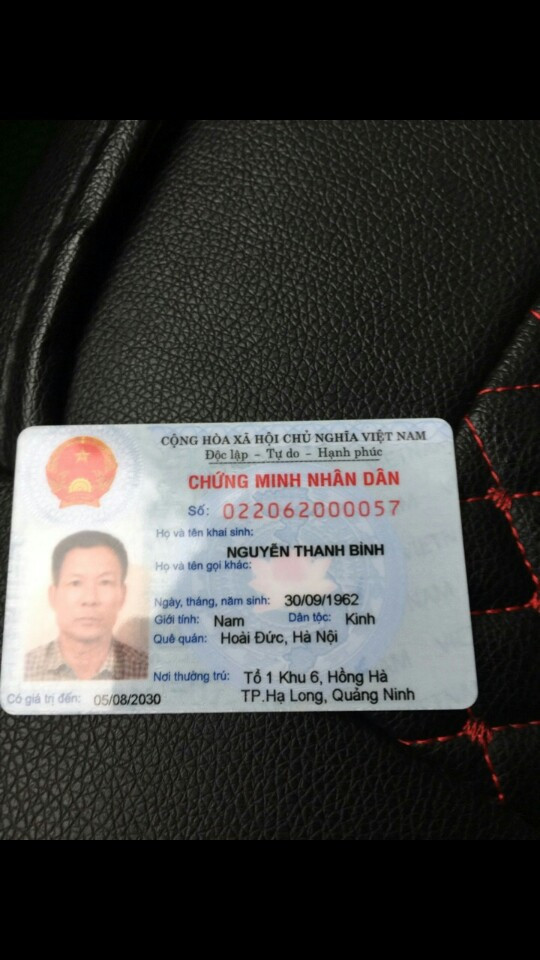 CỘNG HÒA XÃ HỘI CHỦ NGHĨA VIỆT NAM
Độc lập - Tự do - Hạnh phúc
CHỨNG MINH NHÂN DÂN
Số: 022062000057
Họ và tên khai sinh:
NGUYỄN THANH BÌNH
Họ và tên gọi khác:
Ngày, tháng, năm sinh: 30/09/1962
Giới tính: Nam Dân tộc: Kinh
Quê quán: Hoài Đức, Hà Nội
Nơi thường trú: Tổ 1 Khu 6, Hồng Hà
TP.Hạ Long, Quảng Ninh
Có giá trị đến: 05/08/2030